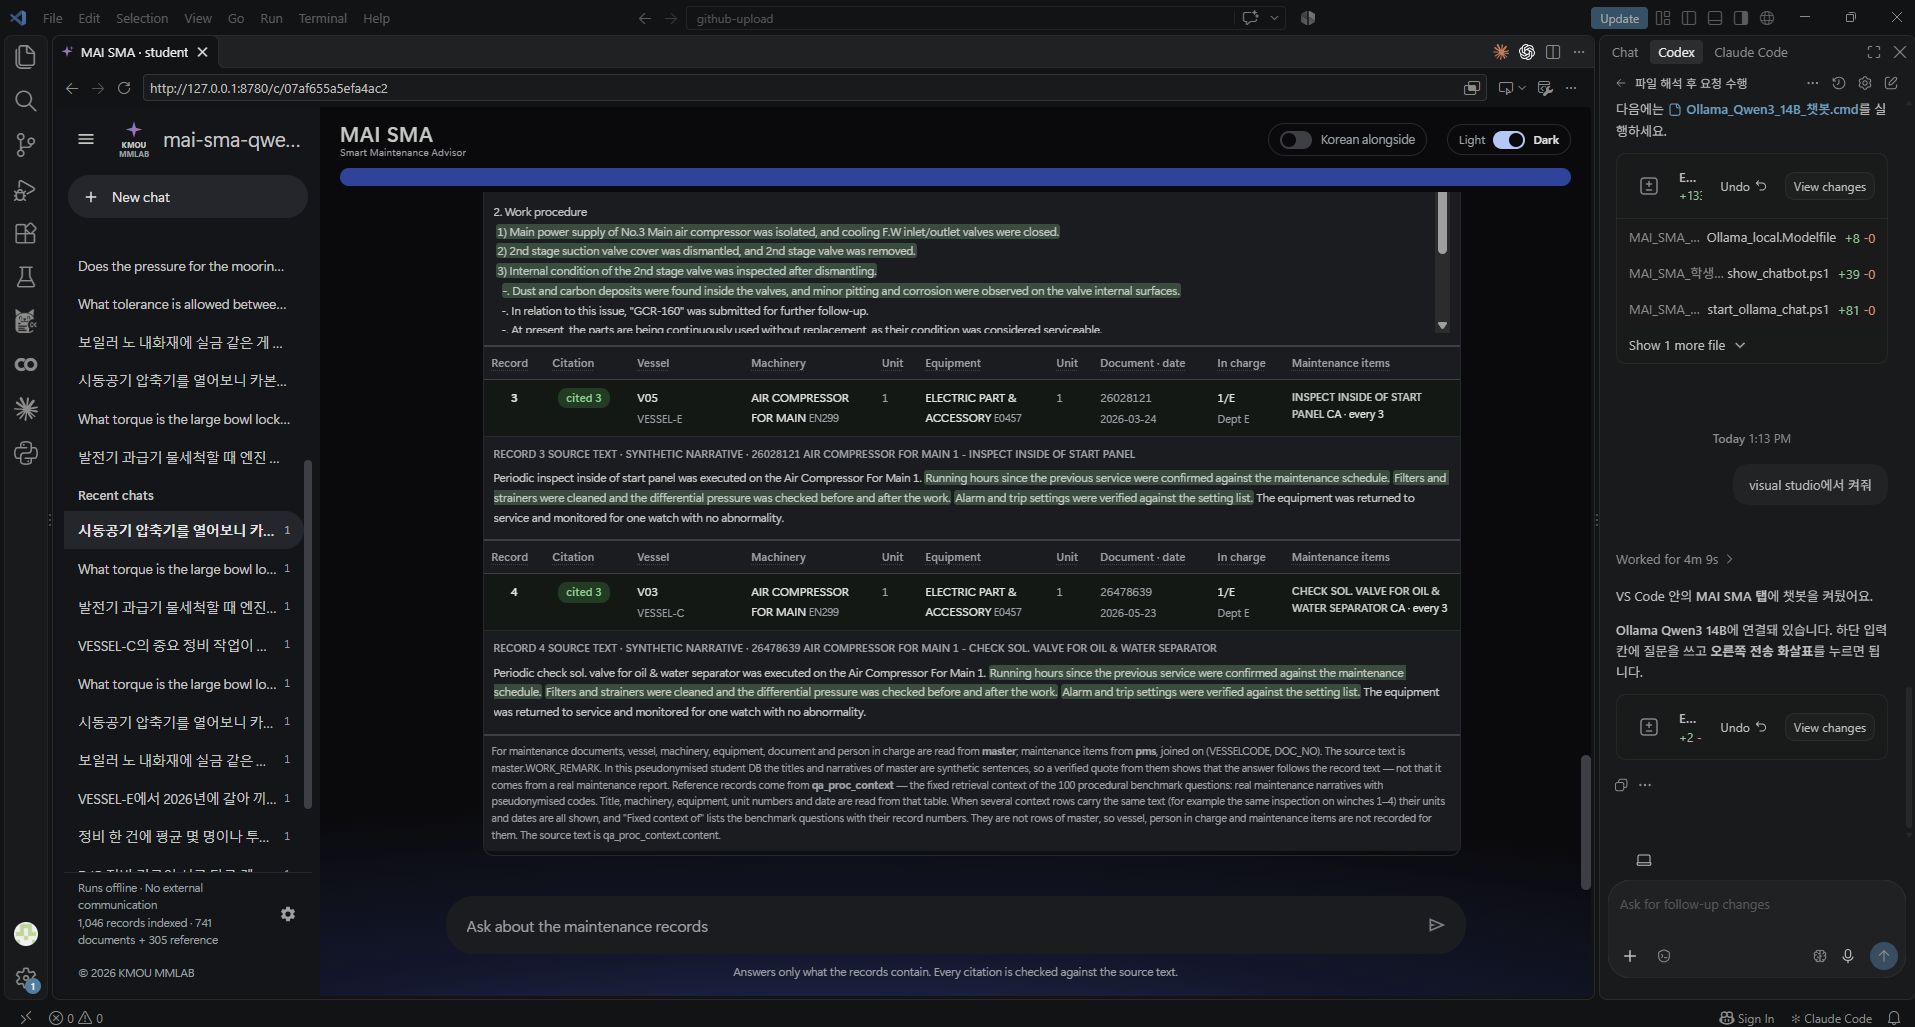 File Edit Selection View Go Run Terminal Help
github-upload
Update
MAI SMA · student
http://127.0.0.1:8780/c/07af655a5efa4ac2
KMOU
MMLAB
mai-sma-qwe...
New chat
Does the pressure for the moorin...
What tolerance is allowed betwee...
보일러 노 내화재에 실금 같은 게 ...
시동공기 압축기를 열어보니 카본...
What torque is the large bowl lock...
발전기 과급기 물세척할 때 엔진 ...
Recent chats
시동공기 압축기를 열어보니 카... 1
What torque is the large bowl lo... 1
발전기 과급기 물세척할 때 엔진... 1
VESSEL-C의 중요 정비 작업이 ... 1
What torque is the large bowl lo... 1
시동공기 압축기를 열어보니 카... 1
보일러 노 내화재에 실금 같은 ... 1
VESSEL-E에서 2026년에 갈아 끼... 1
정비 한 건에 평균 몇 명이나 투... 1
Runs offline · No external
communication
1,046 records indexed · 741
documents + 305 reference
© 2026 KMOU MMLAB
MAI SMA
Smart Maintenance Advisor
Korean alongside
Light Dark
2. Work procedure
1) Main power supply of No.3 Main air compressor was isolated, and cooling F.W inlet/outlet valves were closed.
2) 2nd stage suction valve cover was dismantled, and 2nd stage valve was removed.
3) Internal condition of the 2nd stage valve was inspected after dismantling.
-. Dust and carbon deposits were found inside the valves, and minor pitting and corrosion were observed on the valve internal surfaces.
-. In relation to this issue, "GCR-160" was submitted for further follow-up.
-. At present, the parts are being continuously used without replacement, as their condition was considered serviceable.
Record Citation Vessel Machinery Unit Equipment Unit Document · date In charge Maintenance items
3 cited 3 V05 AIR COMPRESSOR 1 ELECTRIC PART & 1 26028121 1/E INSPECT INSIDE OF START
VESSEL-E FOR MAIN EN299 ACCESSORY E0457 2026-03-24 Dept E PANEL CA · every 3
RECORD 3 SOURCE TEXT · SYNTHETIC NARRATIVE · 26028121 AIR COMPRESSOR FOR MAIN 1 - INSPECT INSIDE OF START PANEL
Periodic inspect inside of start panel was executed on the Air Compressor For Main 1. Running hours since the previous service were confirmed against the maintenance schedule. Filters and
strainers were cleaned and the differential pressure was checked before and after the work. Alarm and trip settings were verified against the setting list. The equipment was returned to
service and monitored for one watch with no abnormality.
Record Citation Vessel Machinery Unit Equipment Unit Document · date In charge Maintenance items
4 cited 3 V03 AIR COMPRESSOR 1 ELECTRIC PART & 1 26478639 1/E CHECK SOL. VALVE FOR OIL &
VESSEL-C FOR MAIN EN299 ACCESSORY E0457 2026-05-23 Dept E WATER SEPARATOR CA · every 3
RECORD 4 SOURCE TEXT · SYNTHETIC NARRATIVE · 26478639 AIR COMPRESSOR FOR MAIN 1 - CHECK SOL. VALVE FOR OIL & WATER SEPARATOR
Periodic check sol. valve for oil & water separator was executed on the Air Compressor For Main 1. Running hours since the previous service were confirmed against the maintenance
schedule. Filters and strainers were cleaned and the differential pressure was checked before and after the work. Alarm and trip settings were verified against the setting list. The equipment
was returned to service and monitored for one watch with no abnormality.
For maintenance documents, vessel, machinery, equipment, document and person in charge are read from master; maintenance items from pms, joined on (VESSELCODE, DOC_NO). The source text is
master.WORK_REMARK. In this pseudonymised student DB the titles and narratives of master are synthetic sentences, so a verified quote from them shows that the answer follows the record text — not that it
comes from a real maintenance report. Reference records come from qa_proc_context — the fixed retrieval context of the 100 procedural benchmark questions: real maintenance narratives with
pseudonymised codes. Title, machinery, equipment, unit numbers and date are read from that table. When several context rows carry the same text (for example the same inspection on winches 1–4) their units
and dates are all shown, and "Fixed context of" lists the benchmark questions with their record numbers. They are not rows of master, so vessel, person in charge and maintenance items are not recorded for
them. The source text is qa_proc_context.content.
Ask about the maintenance records
Answers only what the records contain. Every citation is checked against the source text.
Chat Codex Claude Code
파일 해석 후 요청 수행
다음에는 Ollama_Qwen3_14B_챗봇.cmd를 실
행하세요.
E... Undo View changes
MAI_SMA_... Ollama_local.Modelfile +8 -0
MAI_SMA_学生... show_chatbot.ps1 +39 -0
MAI_SMA_... start_ollama_chat.ps1 +81 -0
Show 1 more file
Today 1:13 PM
visual studio에서 켜줘
Worked for 4m 9s
VS Code 안의 MAI SMA 탭에 챗봇을 켜뒀어요.
Ollama Qwen3 14B에 연결돼 있습니다. 하단 입력
칸에 질문을 쓰고 오른쪽 전송 화살표를 누르면 됩
니다.
E... Undo View changes
+2 -
Ask for follow-up changes
1
0 0
Sign In Claude Code